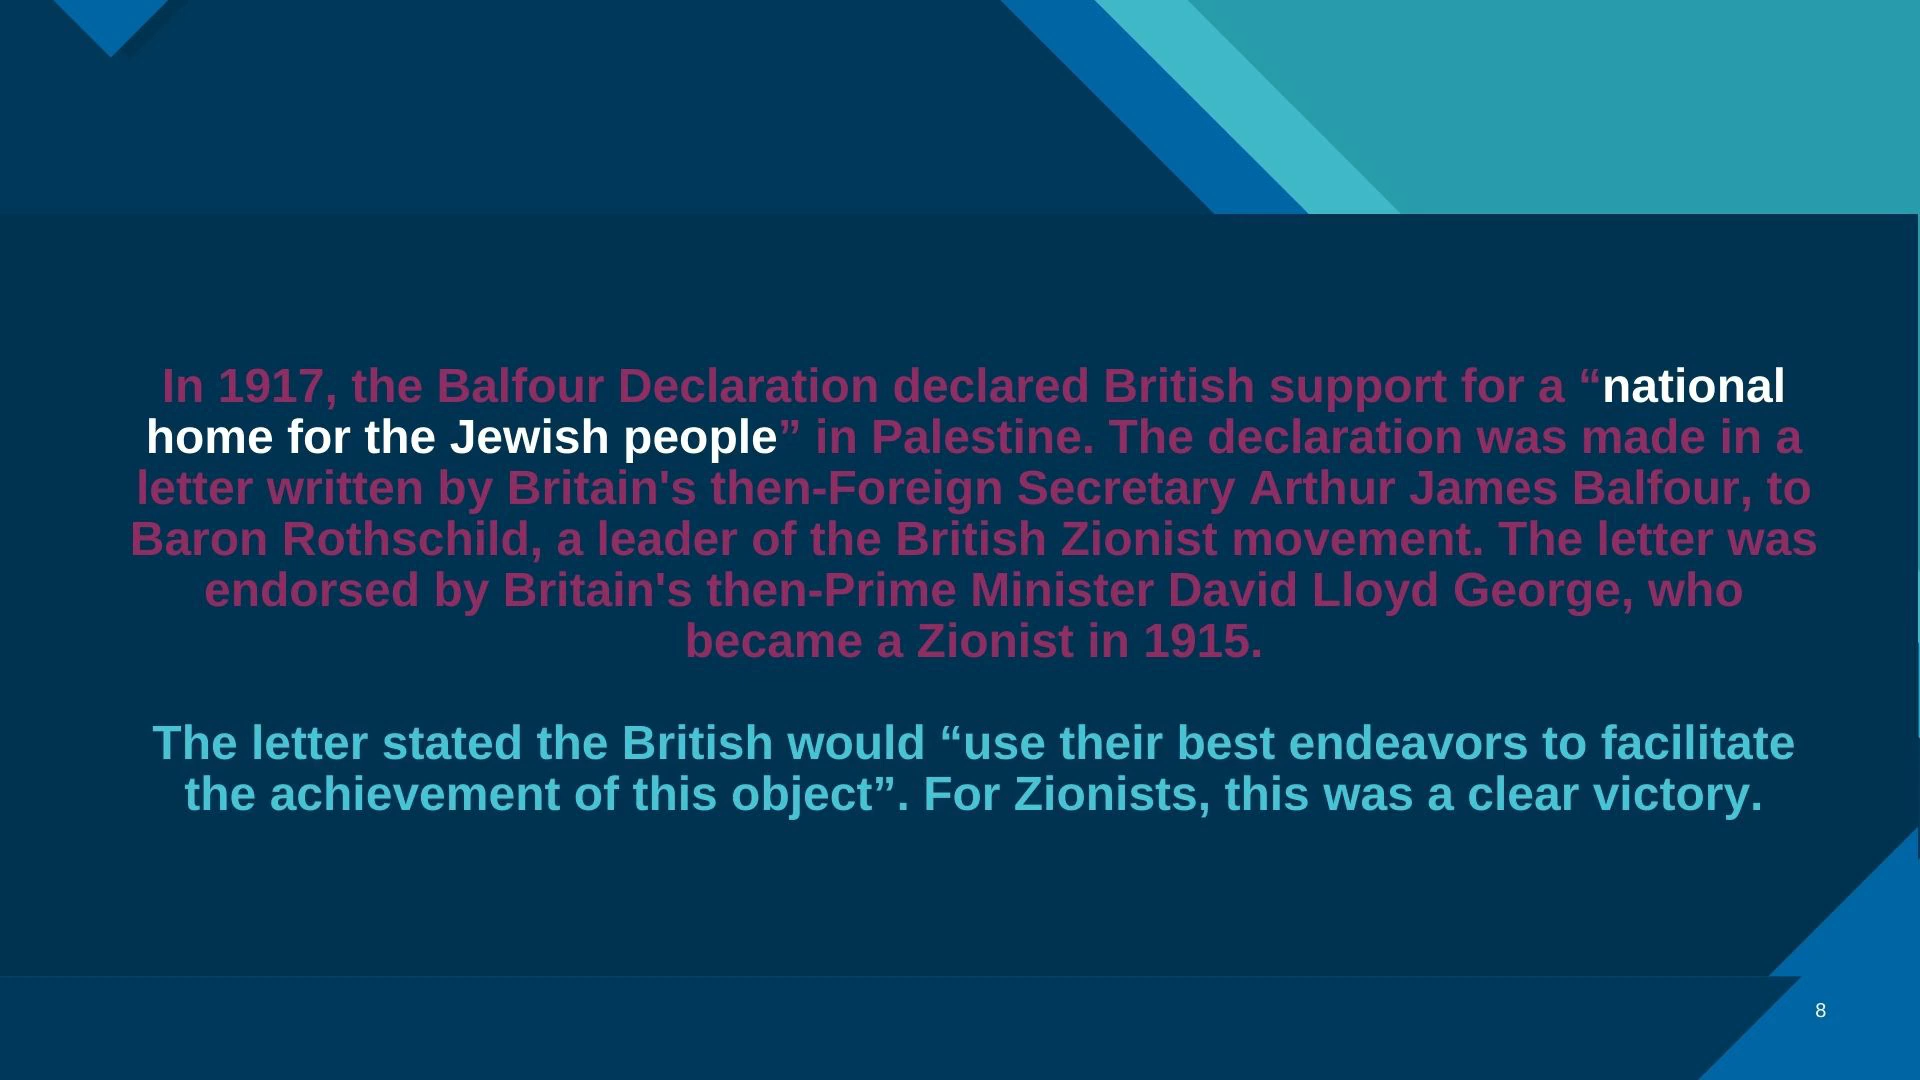 In 1917, the Balfour Declaration declared British support for a “national
home for the Jewish people” in Palestine. The declaration was made in a
letter written by Britain's then-Foreign Secretary Arthur James Balfour, to
Baron Rothschild, a leader of the British Zionist movement. The letter was
endorsed by Britain's then-Prime Minister David Lloyd George, who
became a Zionist in 1915.
The letter stated the British would “use their best endeavors to facilitate
the achievement of this object”. For Zionists, this was a clear victory.
8